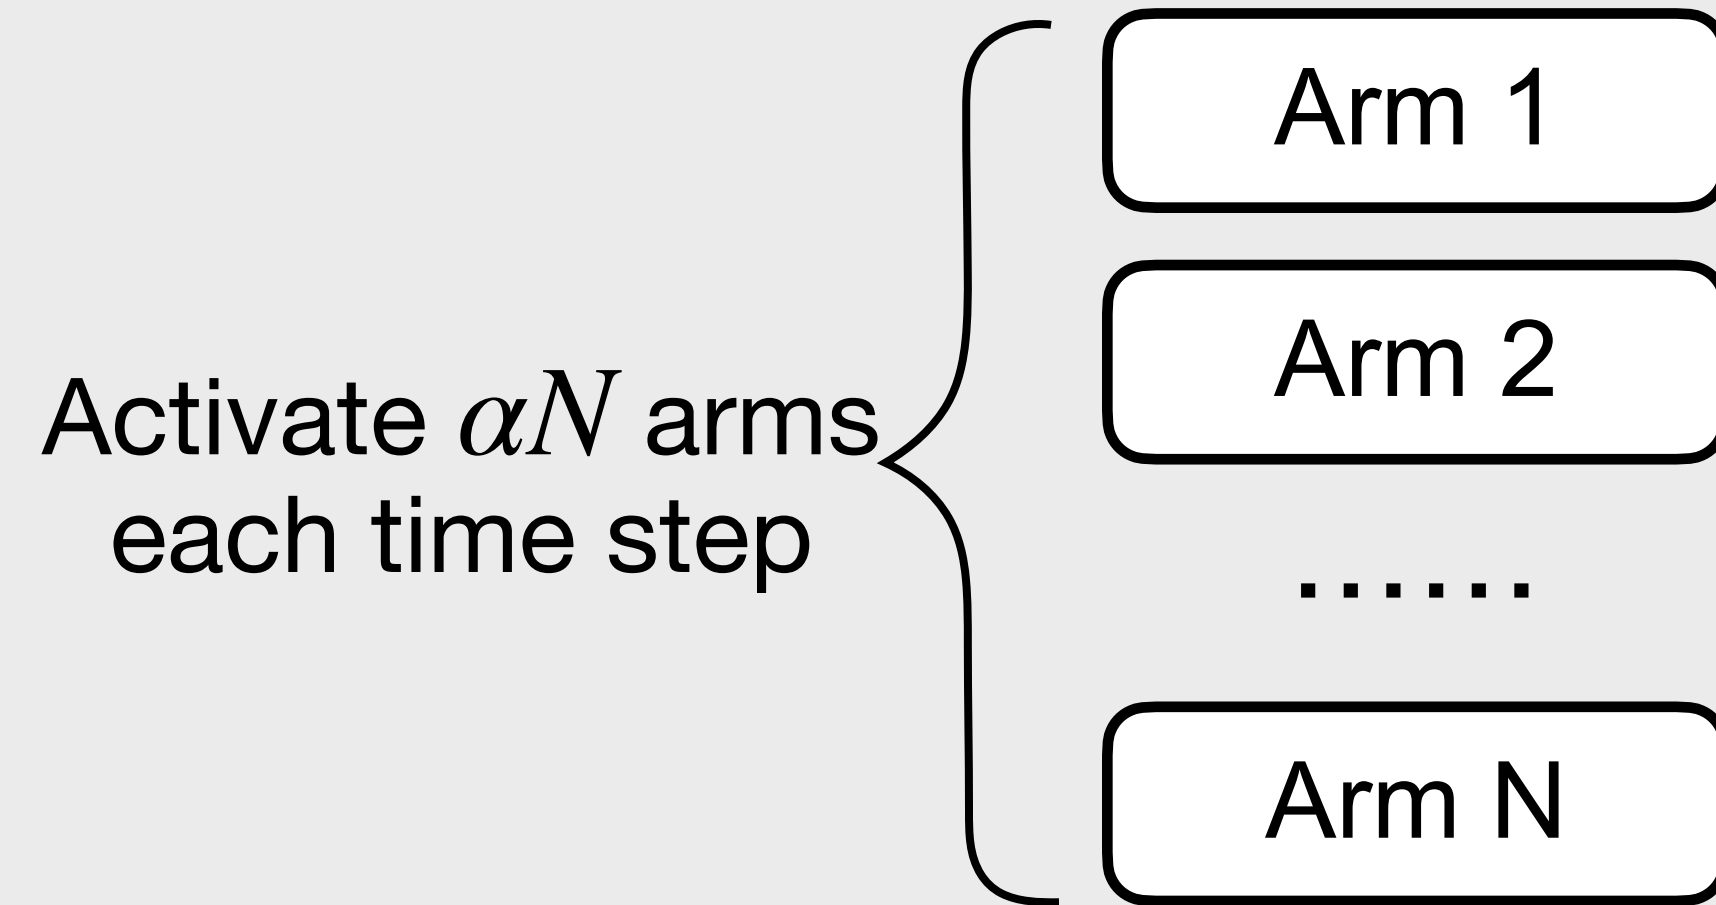 Arm 1
Arm 2
Activate αN arms
each time step
......
Arm N